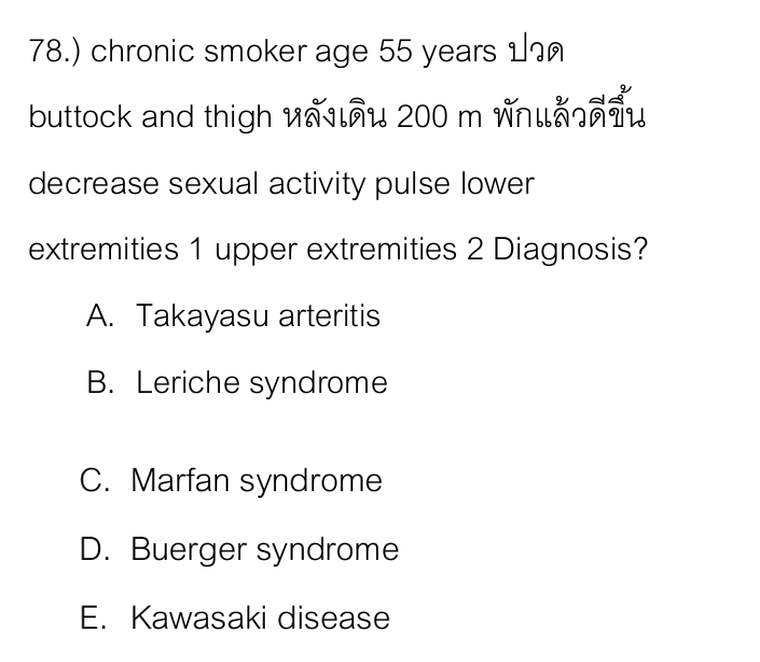 78.) chronic smoker age 55 years ปวด
buttock and thigh หลังเดิน 200 m พักแล้วดีขึ้น
decrease sexual activity pulse lower
extremities 1 upper extremities 2 Diagnosis?
A. Takayasu arteritis
B. Leriche syndrome
C. Marfan syndrome
D. Buerger syndrome
E. Kawasaki disease